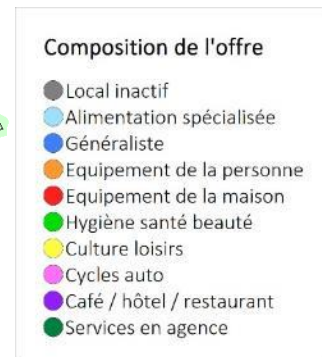 Composition de l'offre
Local inactif
Alimentation spécialisée
Généraliste
Equipement de la personne
Equipement de la maison
Hygiène santé beauté
Culture loisirs
Cycles auto
Café / hôtel / restaurant
Services en agence